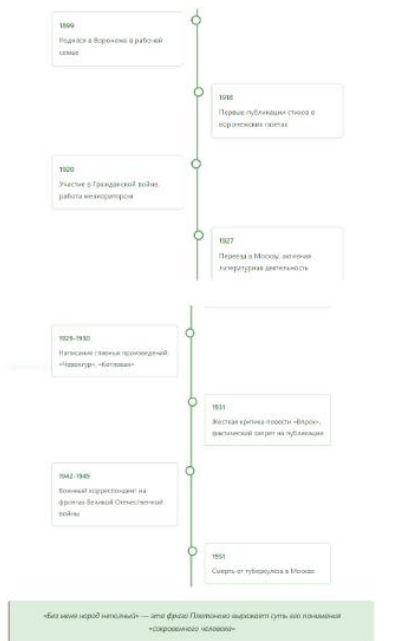 1899
Родился в Воронеже в рабочей
семье
1918
Первые публикации стихов в
воронежских газетах
1920
Участие в Гражданской войне,
работа мелиоратором
1927
Переезд в Москву, активная
литературная деятельность
1929-1930
Написание главных произведений:
«Чевенгур», «Котлован»
1931
Жесткая критика повести «Впрок»,
фактический запрет на публикации
1942-1945
Военный корреспондент на
фронтах Великой Отечественной
войны
1951
Смерть от туберкулеза в Москве
«Без меня народ неполный» — эта фраза Платонова выражает суть его понимания
«сокровенного человека»